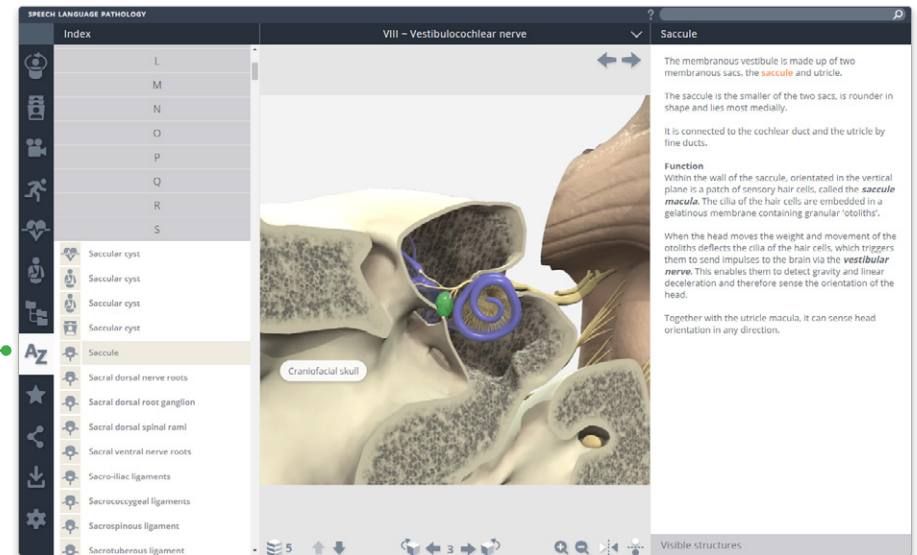 SPEECH LANGUAGE PATHOLOGY
?
Index
VIII – Vestibulocochlear nerve
Saccule
L
M
N
O
P
Q
R
S
Saccular cyst
Saccular cyst
Saccular cyst
Saccular cyst
AZ
Saccule
Sacral dorsal nerve roots
Sacral dorsal root ganglion
Sacral dorsal spinal rami
Sacral ventral nerve roots
Sacro-iliac ligaments
Sacrococcygeal ligaments
Sacrospinous ligament
Sacrotuberous ligament
Craniofacial skull
5
3
The membranous vestibule is made up of two
membranous sacs, the saccule and utricle.
The saccule is the smaller of the two sacs, is rounder in
shape and lies most medially.
It is connected to the cochlear duct and the utricle by
fine ducts.
Function
Within the wall of the saccule, orientated in the vertical
plane is a patch of sensory hair cells, called the saccule
macula. The cilia of the hair cells are embedded in a
gelatinous membrane containing granular 'otoliths'.
When the head moves the weight and movement of the
otoliths deflects the cilia of the hair cells, which triggers
them to send impulses to the brain via the vestibular
nerve. This enables them to detect gravity and linear
deceleration and therefore sense the orientation of the
head.
Together with the utricle macula, it can sense head
orientation in any direction.
Visible structures